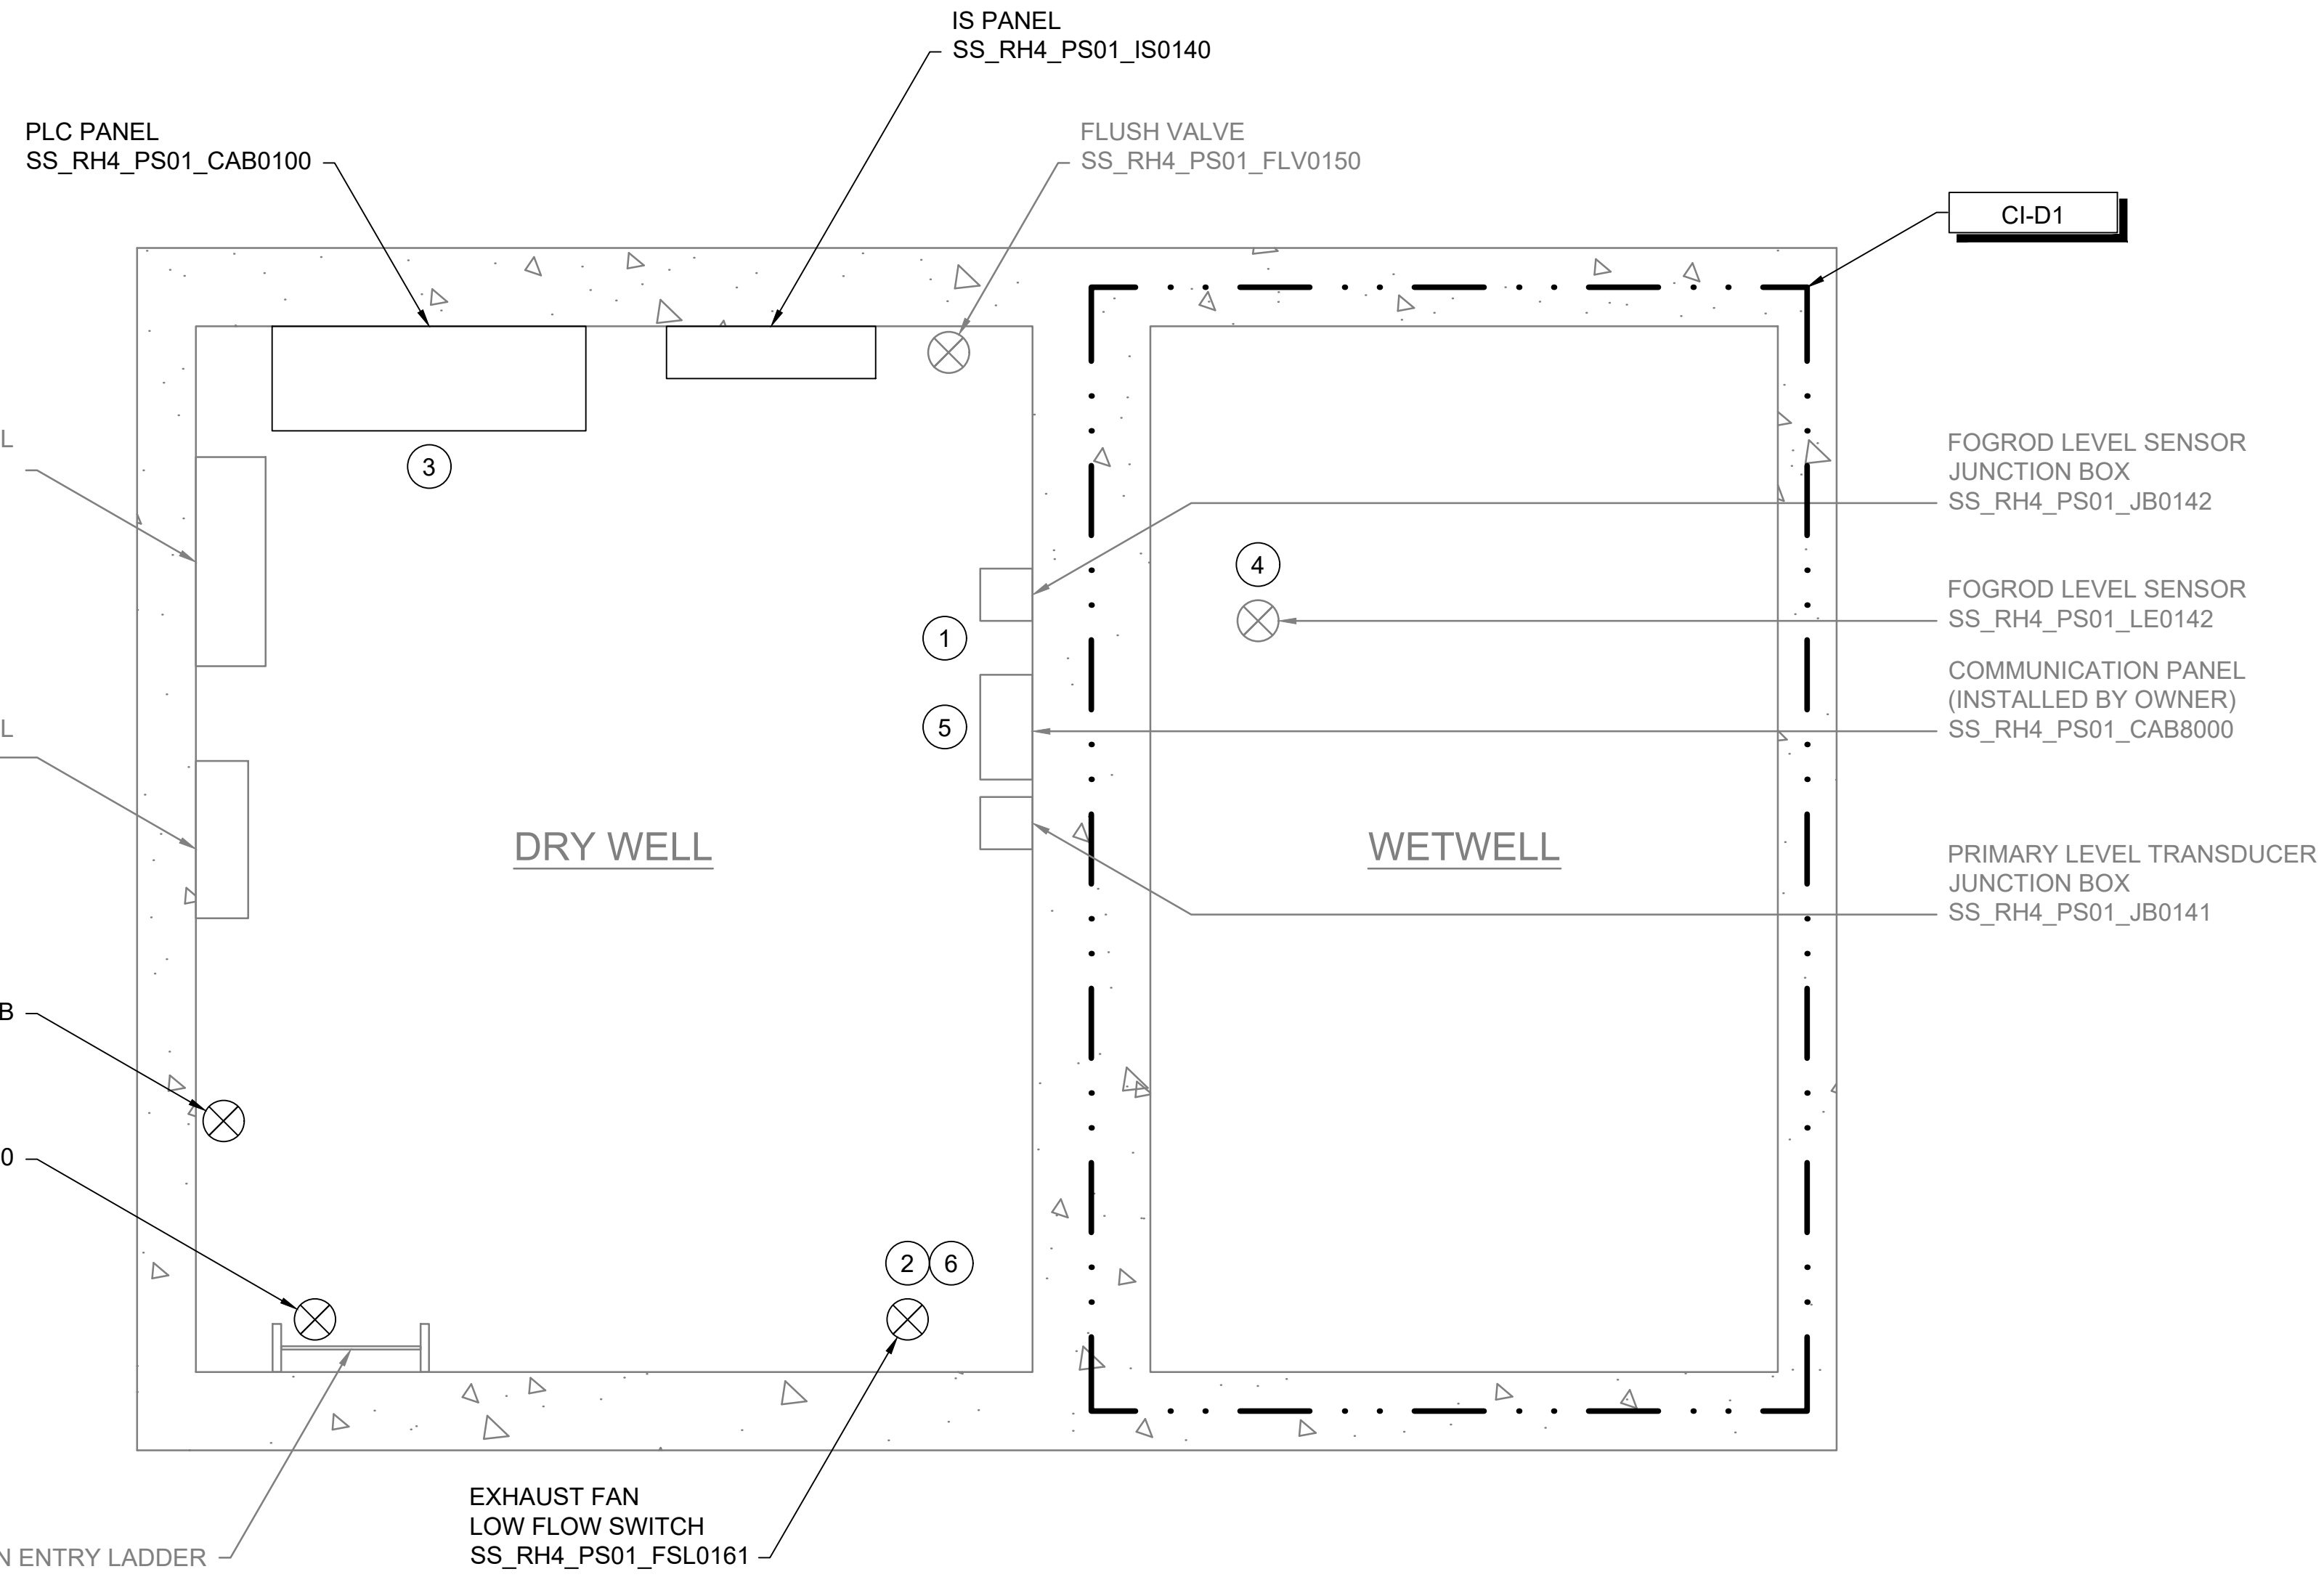 IS PANEL
SS_RH4_PS01_IS0140
PLC PANEL
SS_RH4_PS01_CAB0100
FLUSH VALVE
SS_RH4_PS01_FLV0150
CI-D1
L
3
FOGROD LEVEL SENSOR
JUNCTION BOX
SS_RH4_PS01_JB0142
4
FOGROD LEVEL SENSOR
SS_RH4_PS01_LE0142
1
COMMUNICATION PANEL
(INSTALLED BY OWNER)
SS_RH4_PS01_CAB8000
L
5
DRY WELL
WETWELL
PRIMARY LEVEL TRANSDUCER
JUNCTION BOX
SS_RH4_PS01_JB0141
B
0
2
6
EXHAUST FAN
LOW FLOW SWITCH
SS_RH4_PS01_FSL0161
N ENTRY LADDER